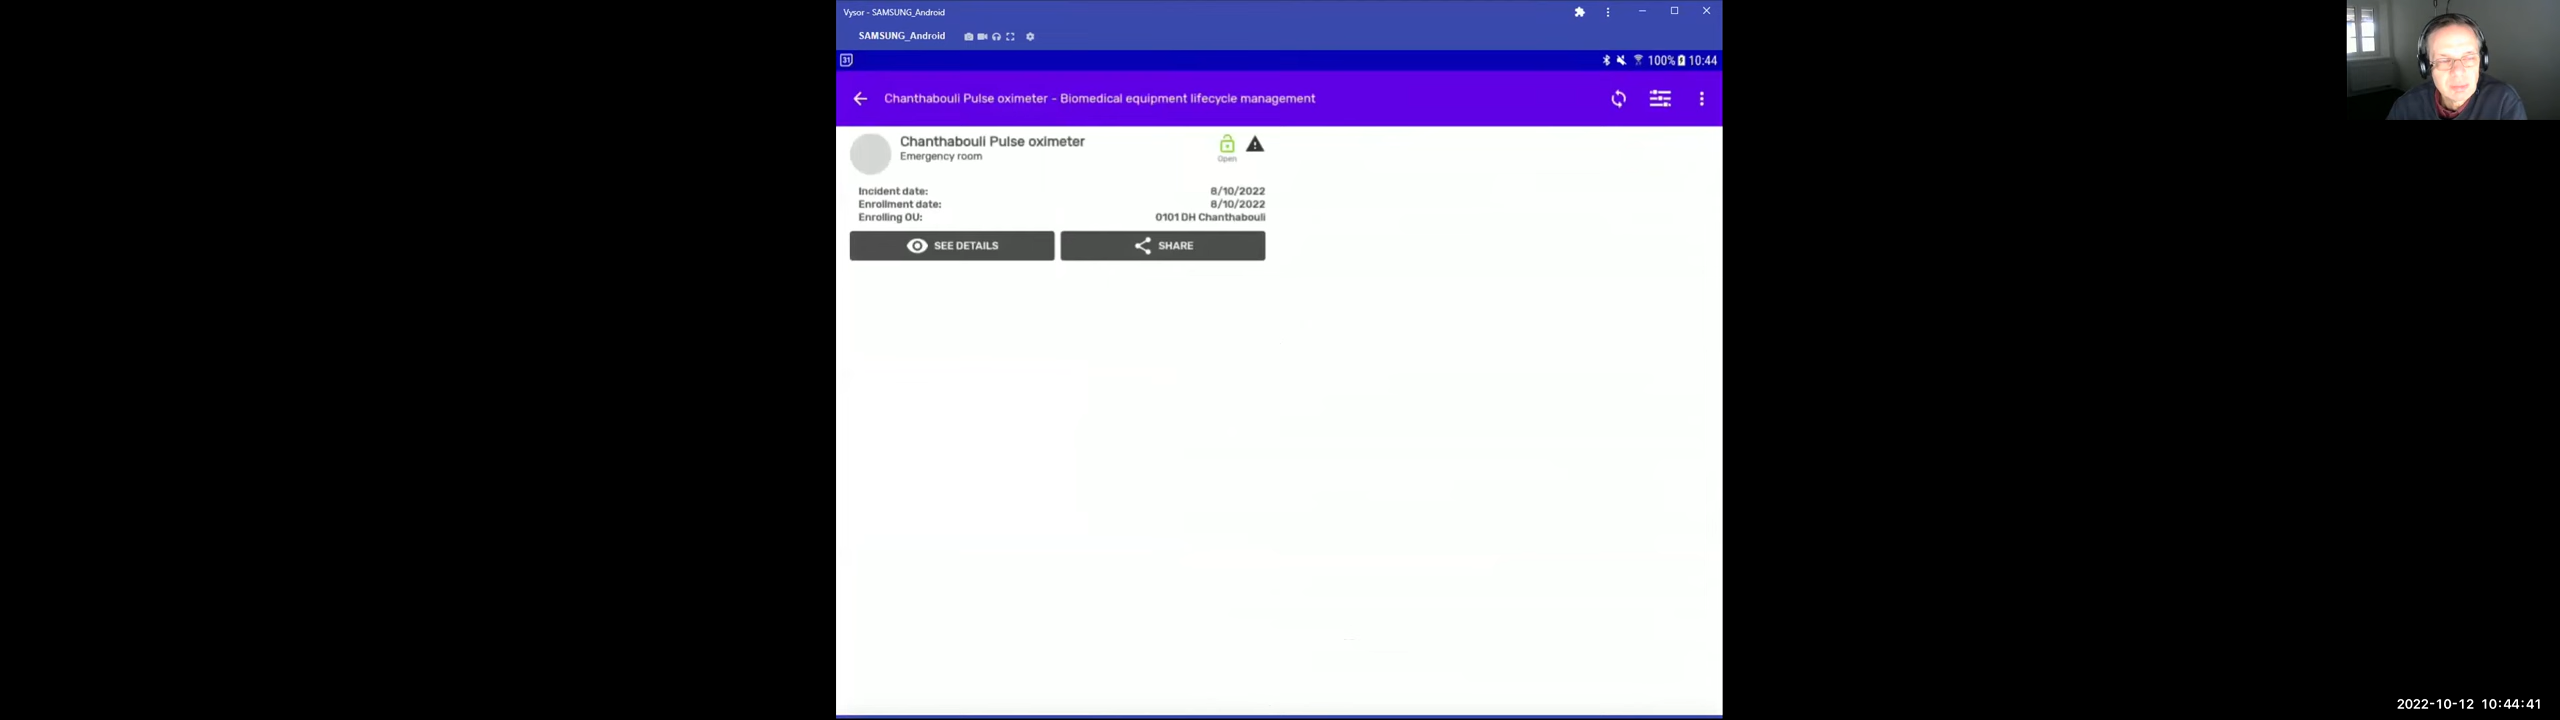 Vysor - SAMSUNG_Android
SAMSUNG_Android
31
100% 10:44
Chanthabouli Pulse oximeter - Biomedical equipment lifecycle management
Chanthabouli Pulse oximeter
Emergency room
Open
Incident date: 8/10/2022
Enrollment date: 8/10/2022
Enrolling OU: 0101 DH Chanthabouli
SEE DETAILS SHARE
2022-10-12 10:44:41